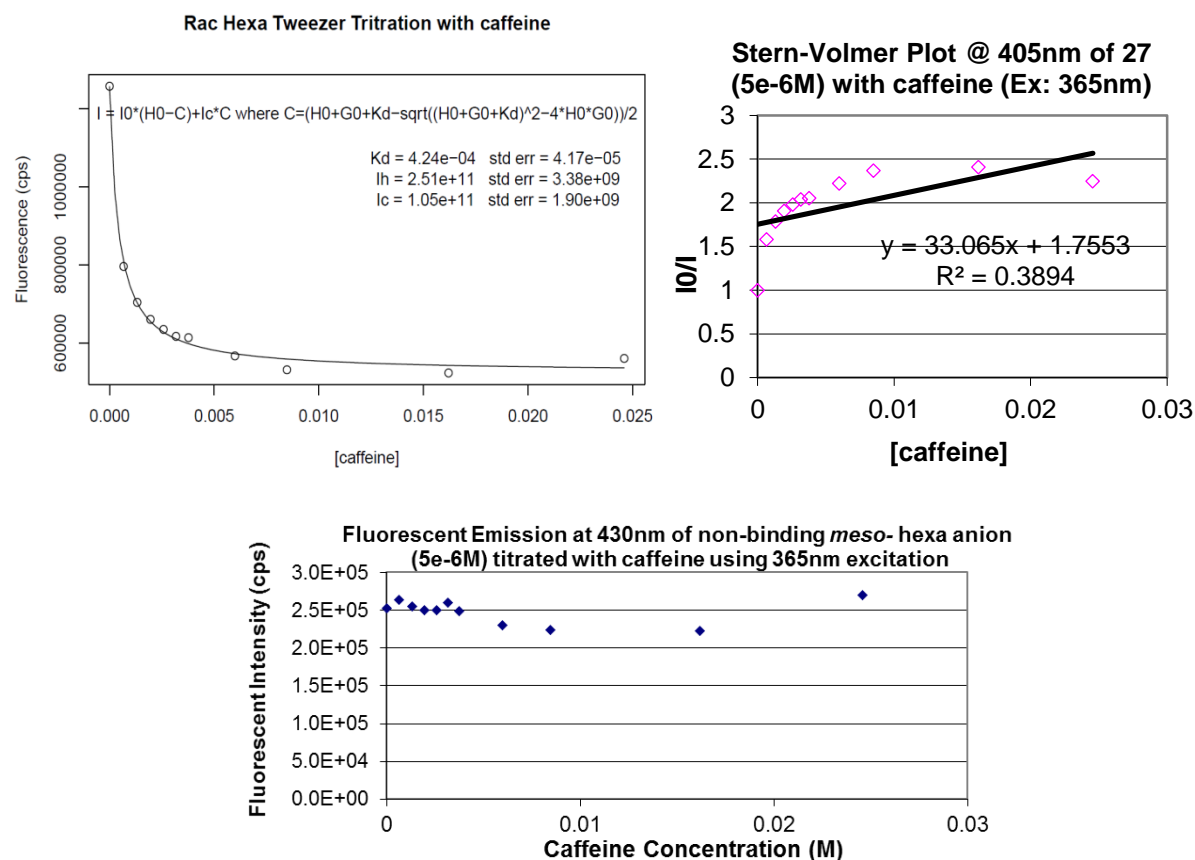 Rac Hexa Tweezer Tritration with caffeine
I = I0*(H0−C)+Ic*C where C=(H0+G0+Kd−sqrt((H0+G0+Kd)^2−4*H0*G0))/2
Kd = 4.24e−04 std err = 4.17e−05
Ih = 2.51e+11 std err = 3.38e+09
Ic = 1.05e+11 std err = 1.90e+09
Fluorescence (cps)
1000000
800000
600000
0.000 0.005 0.010 0.015 0.020 0.025
[caffeine]
Stern-Volmer Plot @ 405nm of 27
(5e-6M) with caffeine (Ex: 365nm)
I0/I
3
2.5
2
1.5
1
0.5
0
y = 33.065x + 1.7553
R² = 0.3894
0 0.01 0.02 0.03
[caffeine]
Fluorescent Emission at 430nm of non-binding meso- hexa anion
(5e-6M) titrated with caffeine using 365nm excitation
Fluorescent Intensity (cps)
3.0E+05
2.5E+05
2.0E+05
1.5E+05
1.0E+05
5.0E+04
0.0E+00
0 0.01 0.02 0.03
Caffeine Concentration (M)